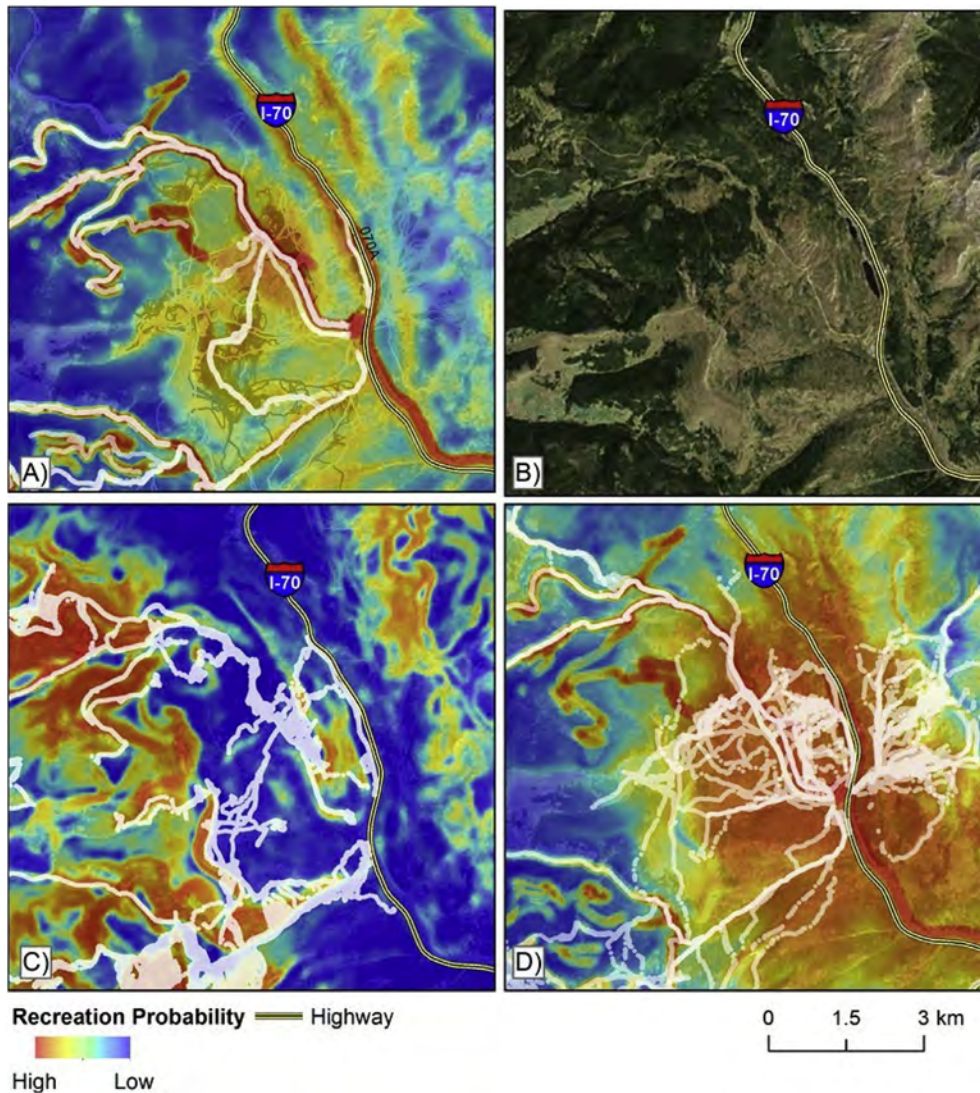 I-70
I-70
070A
A)
B)
I-70
I-70
C)
D)
Recreation Probability
Highway
High
Low
0
1.5
3 km